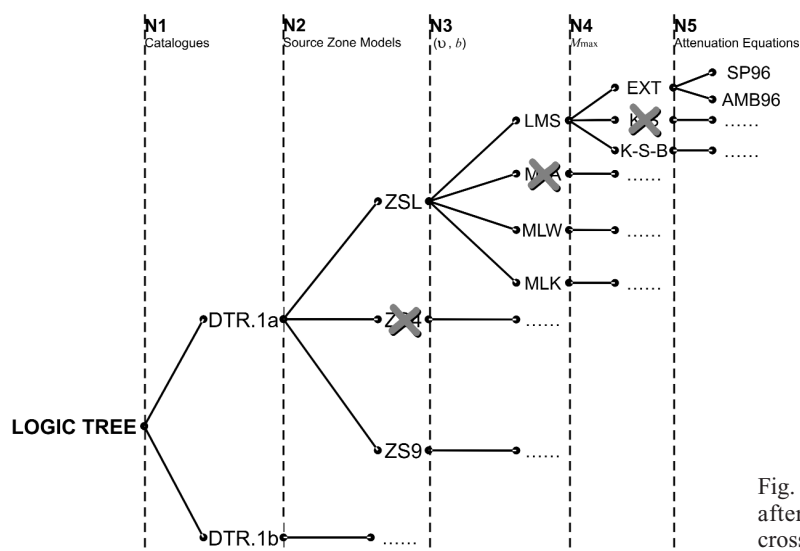 N1
Catalogues
N2
Source Zone Models
N3
(υ, b)
N4
Mmax
N5
Attenuation Equations
SP96
EXT
AMB96
LMS
......
K-S-B
......
......
ZSL
MLW
......
MLK
......
DTR.1a
......
LOGIC TREE
ZS9
......
DTR.1b
......
Fig.
after
cross